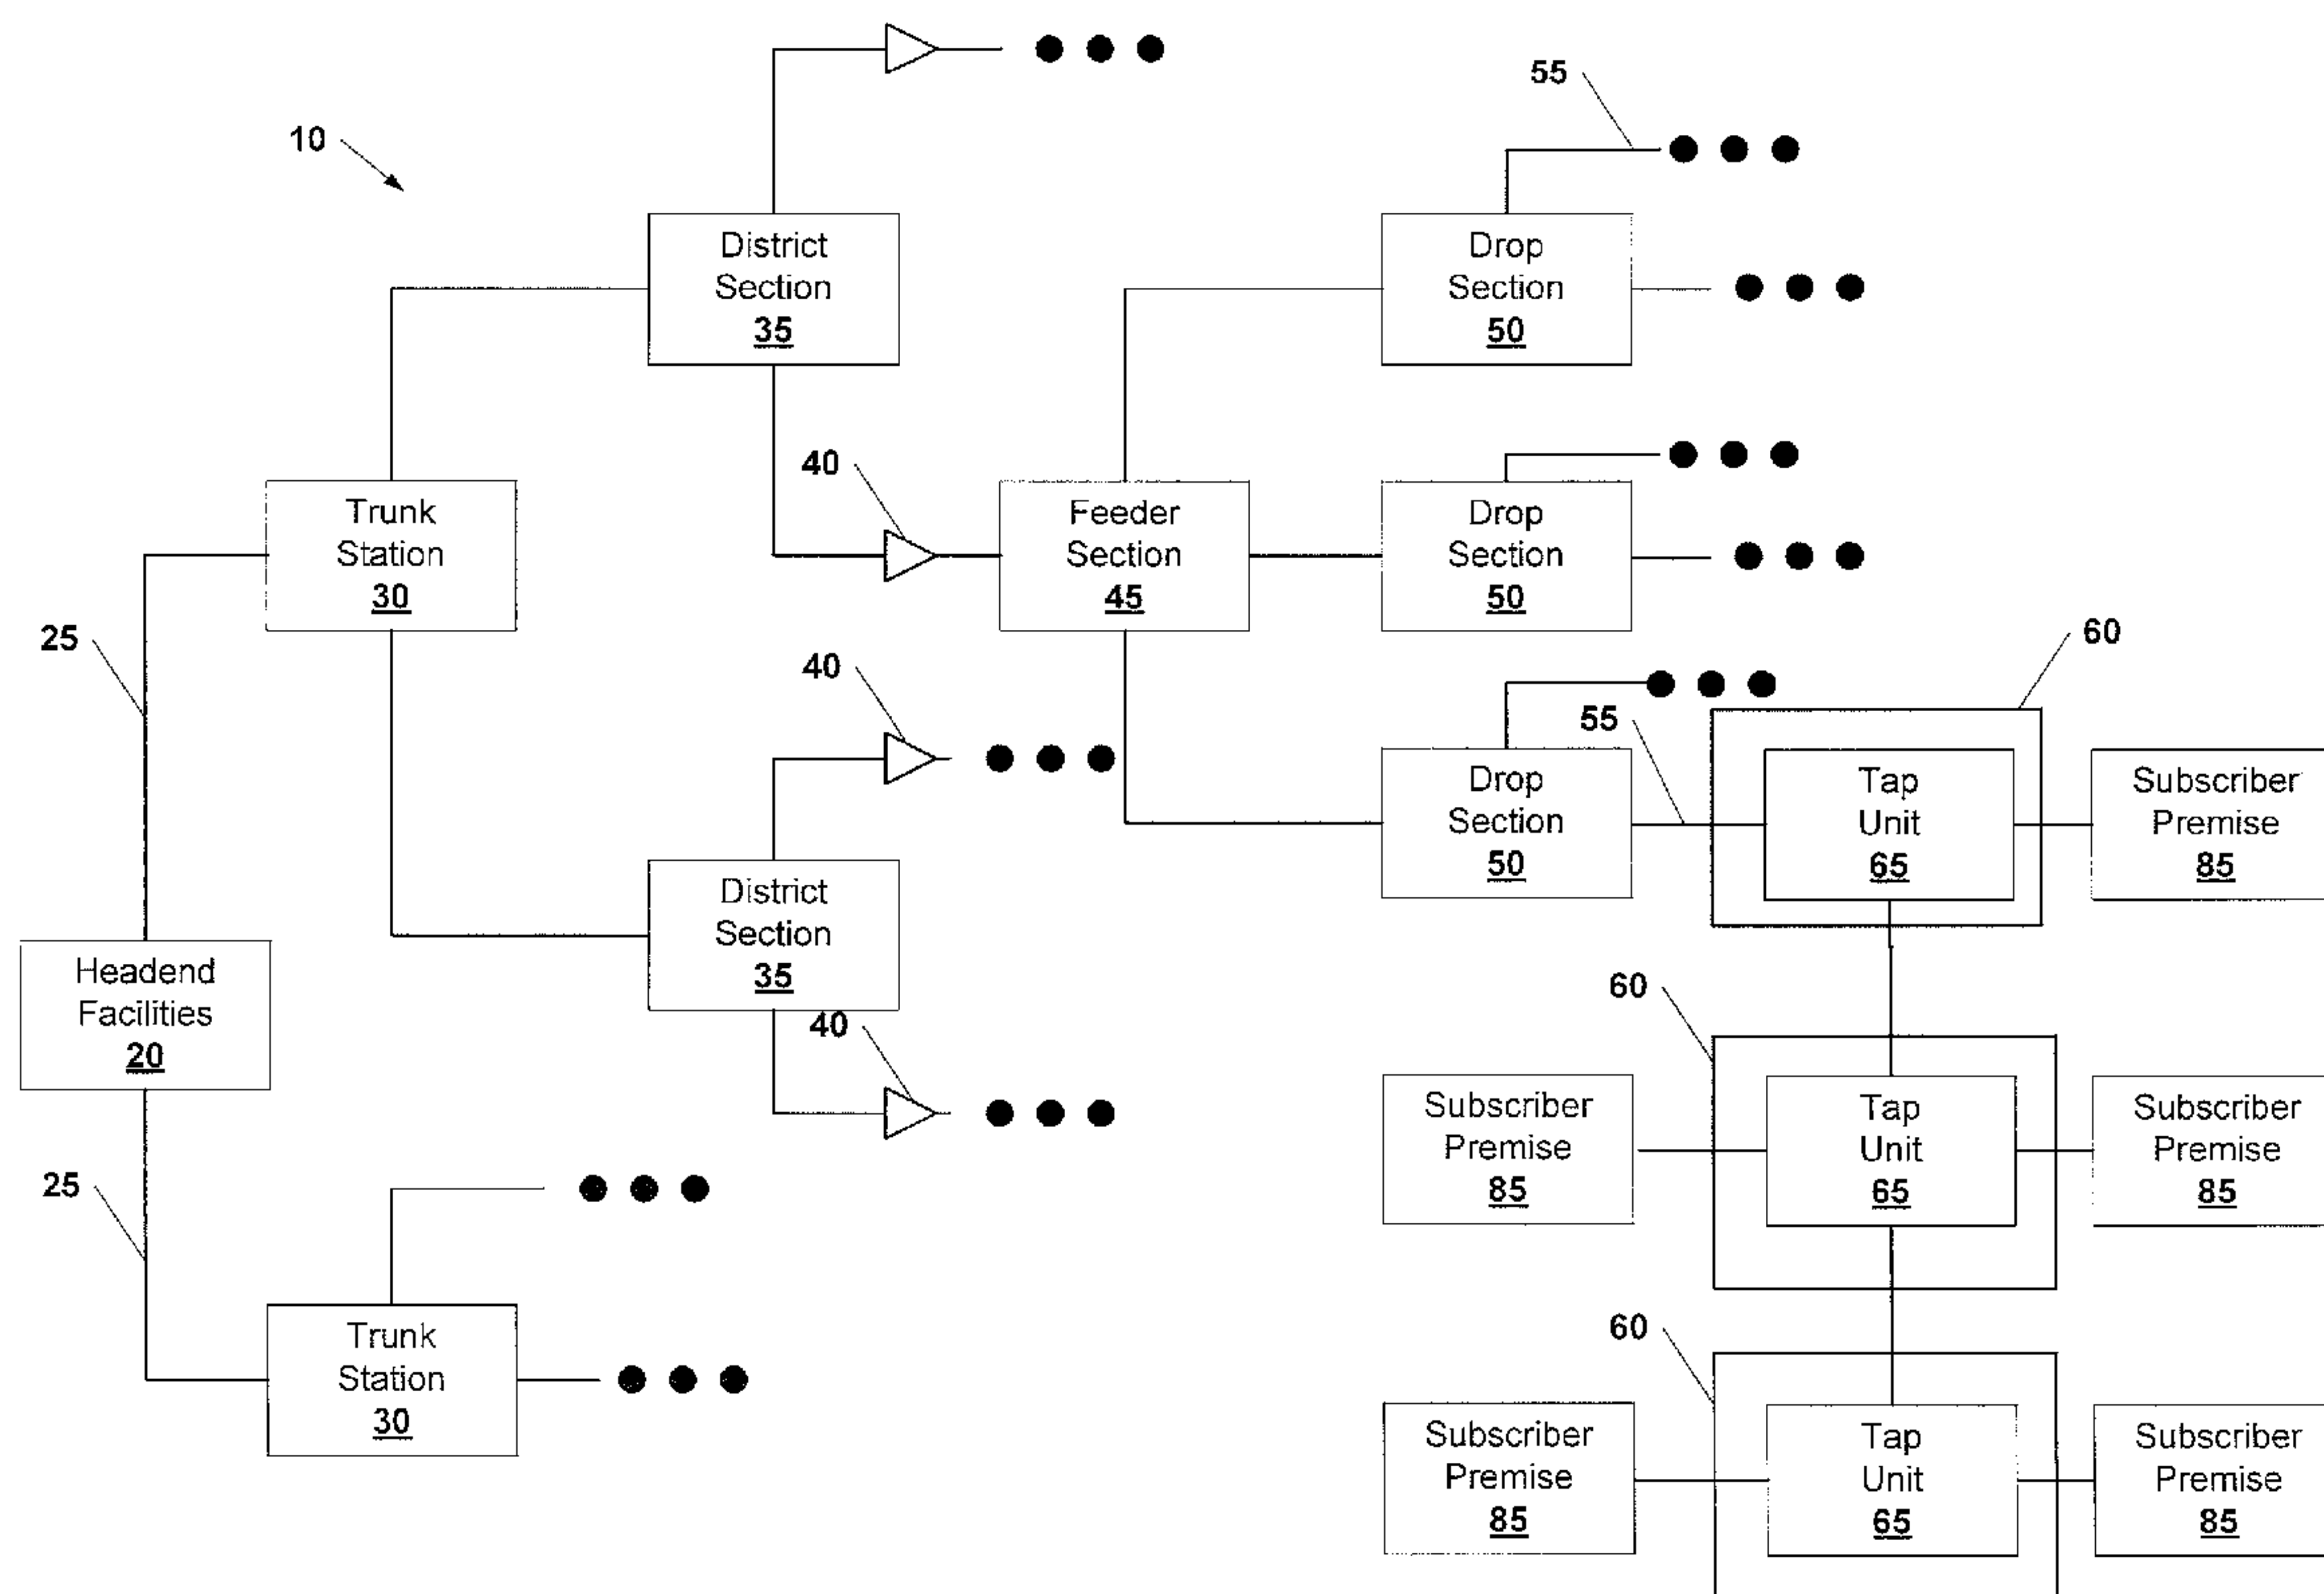 55
10
District
Section
35
Drop
Section
50
40
Trunk
Station
30
Feeder
Section
45
Drop
Section
50
25
60
40
55
Drop
Section
50
Tap
Unit
65
Subscriber
Premise
85
District
Section
35
Headend
Facilities
20
60
40
Subscriber
Premise
85
Tap
Unit
65
Subscriber
Premise
85
25
Trunk
Station
30
60
Subscriber
Premise
85
Tap
Unit
65
Subscriber
Premise
85